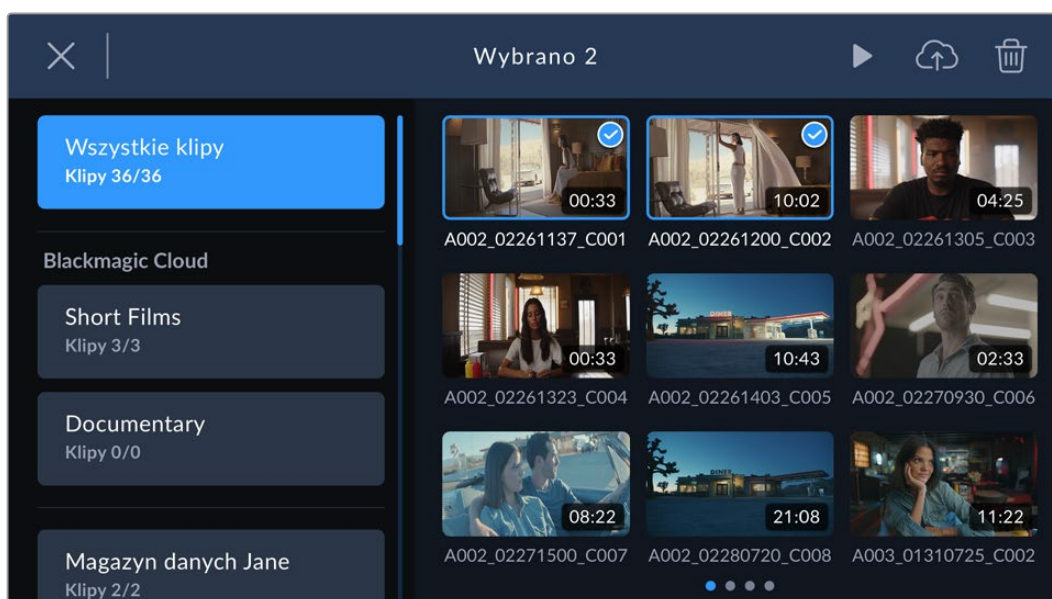 Wybrano 2
Wszystkie klipy
Klipy 36/36
Blackmagic Cloud
Short Films
Klipy 3/3
Documentary
Klipy 0/0
Magazyn danych Jane
Klipy 2/2
00:33
10:02
04:25
A002_02261137_C001
A002_02261200_C002
A002_02261305_C003
00:33
DINER
10:43
02:33
A002_02261323_C004
A002_02261403_C005
A002_02270930_C006
08:22
DINER
21:08
11:22
A002_02271500_C007
A002_02280720_C008
A003_01310725_C002